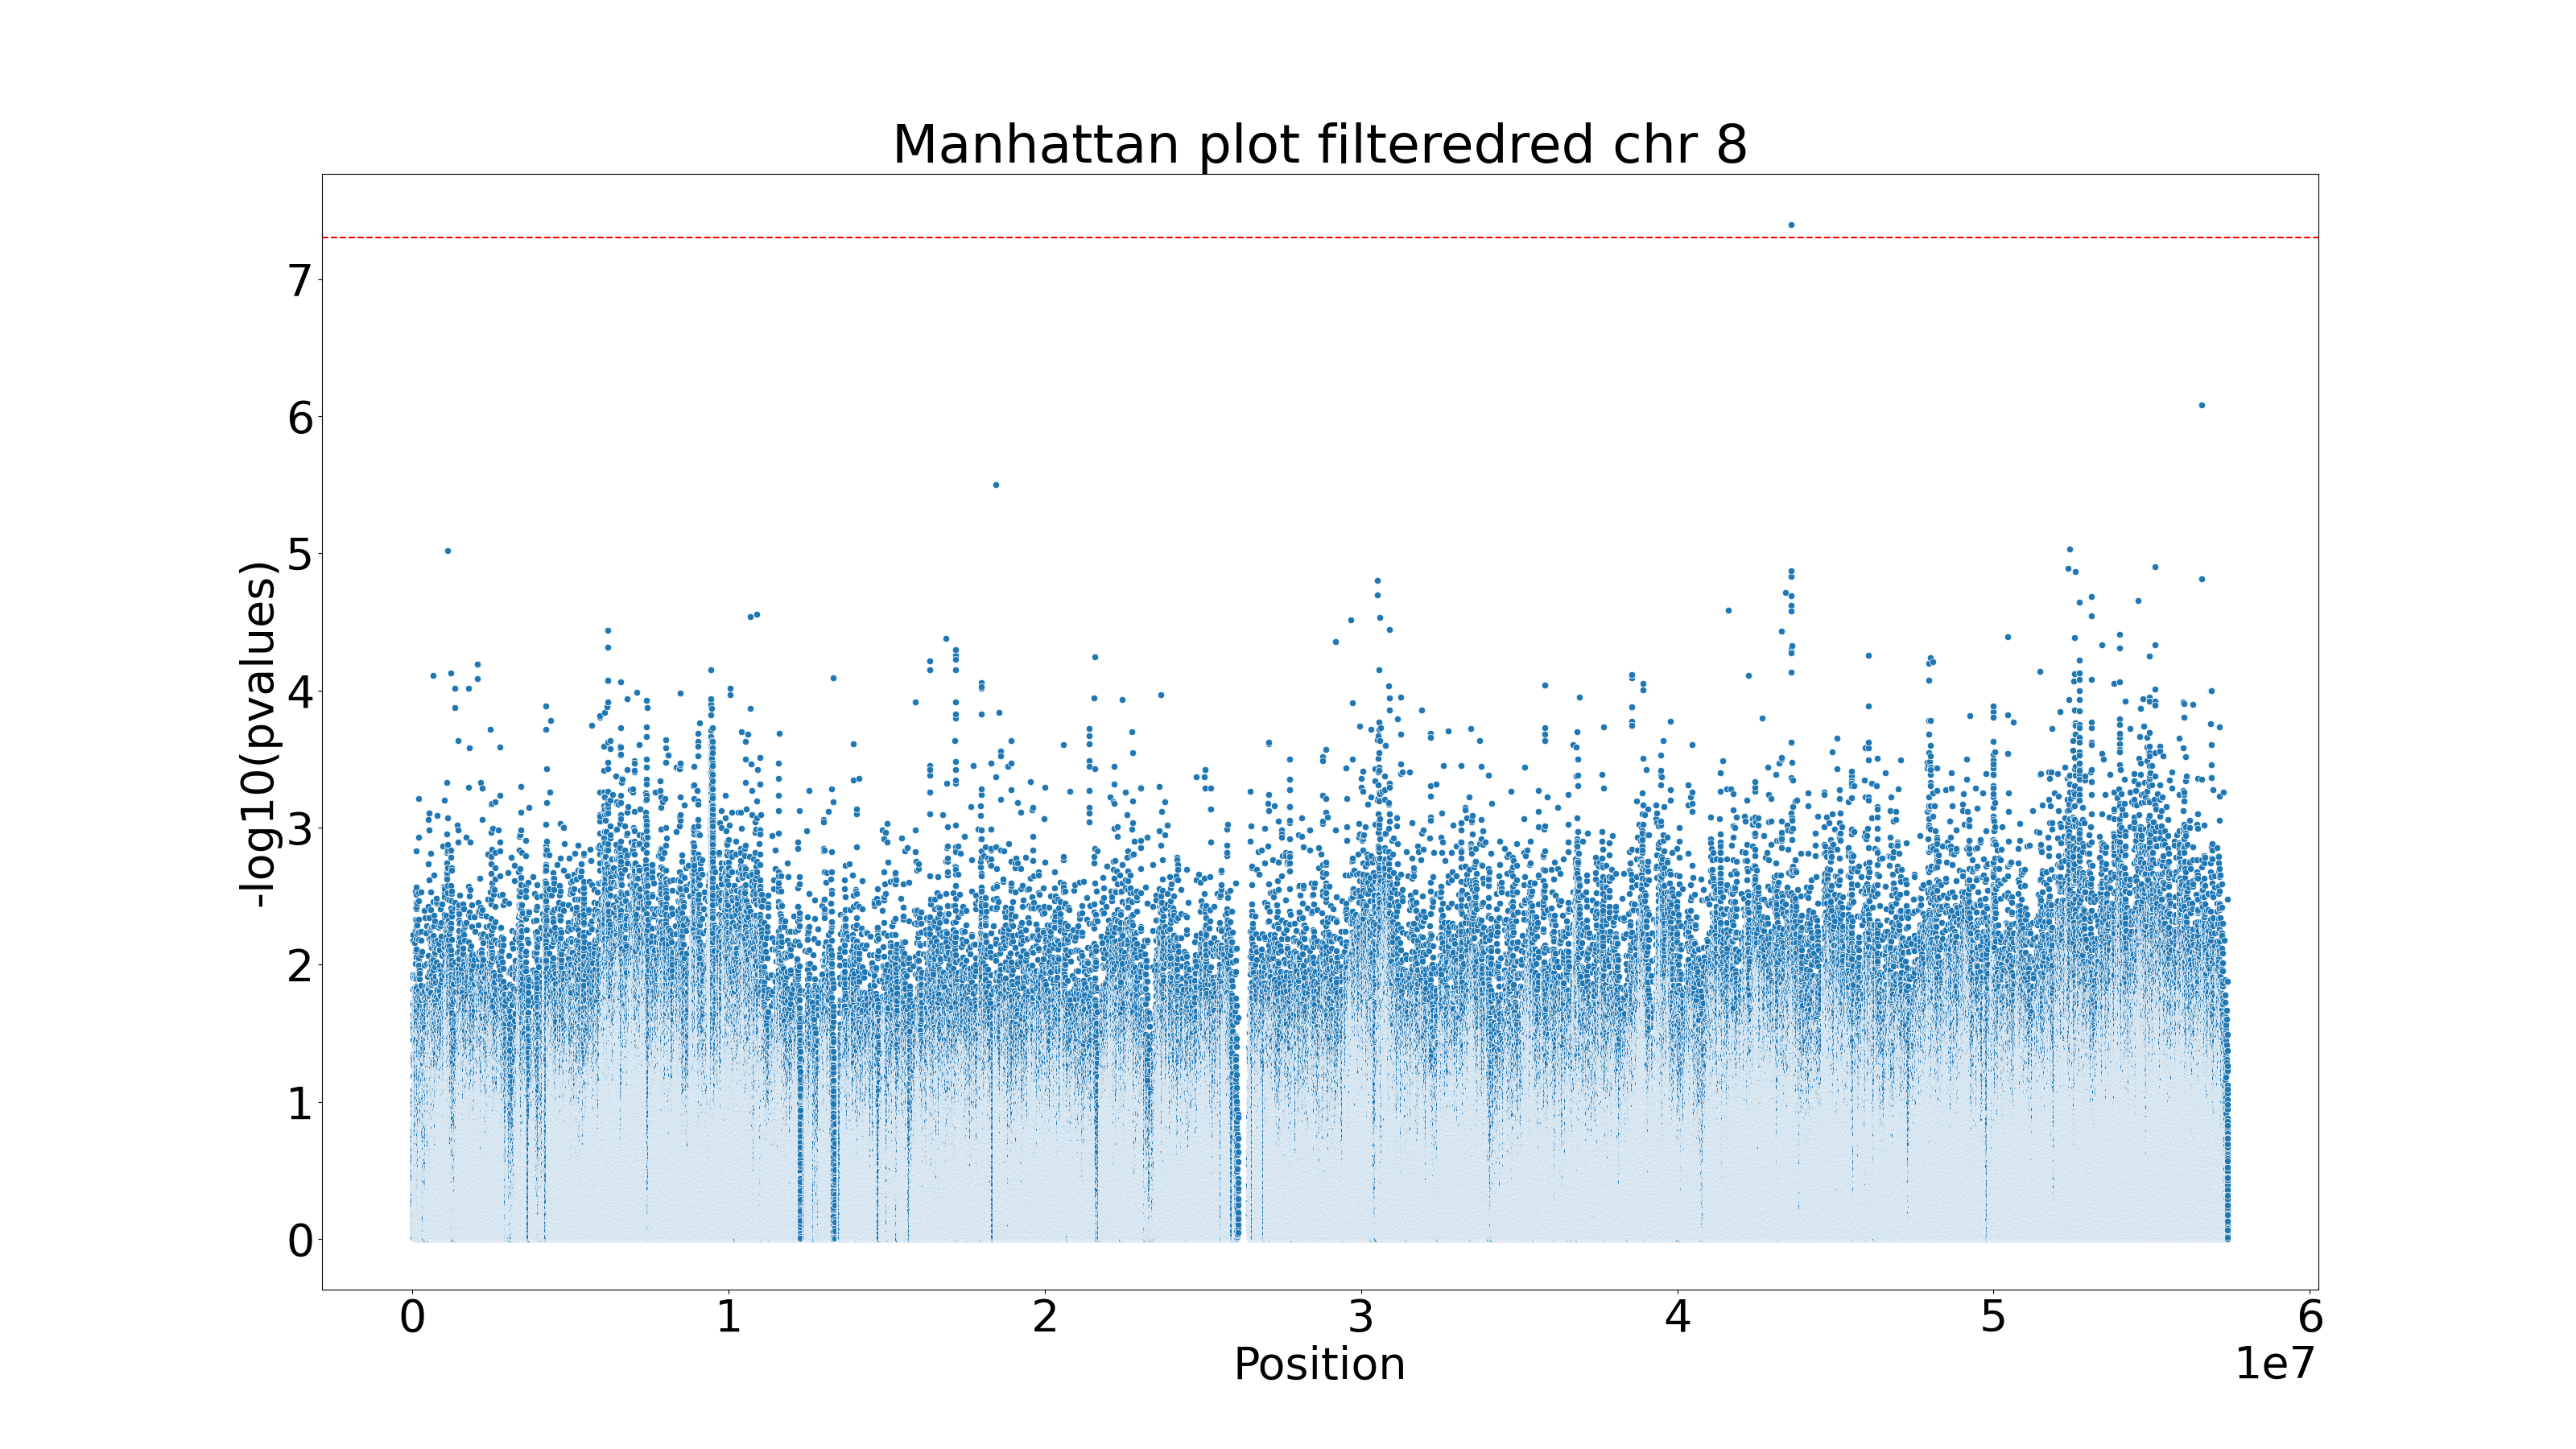 Manhattan plot filteredred chr 8
-log10(pvalues)
7
6
5
4
3
2
1
0
0 1 2 3 4 5 6
Position
1e7